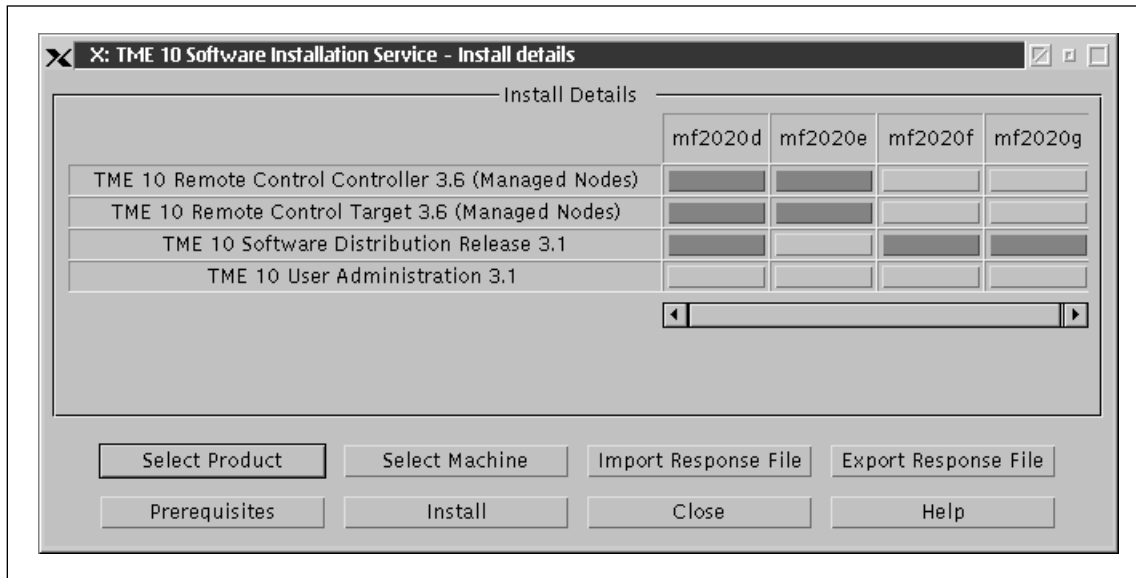 X: TME 10 Software Installation Service - Install details
Install Details
mf2020d mf2020e mf2020f mf2020g
TME 10 Remote Control Controller 3.6 (Managed Nodes)
TME 10 Remote Control Target 3.6 (Managed Nodes)
TME 10 Software Distribution Release 3.1
TME 10 User Administration 3.1
Select Product Select Machine Import Response File Export Response File
Prerequisites Install Close Help